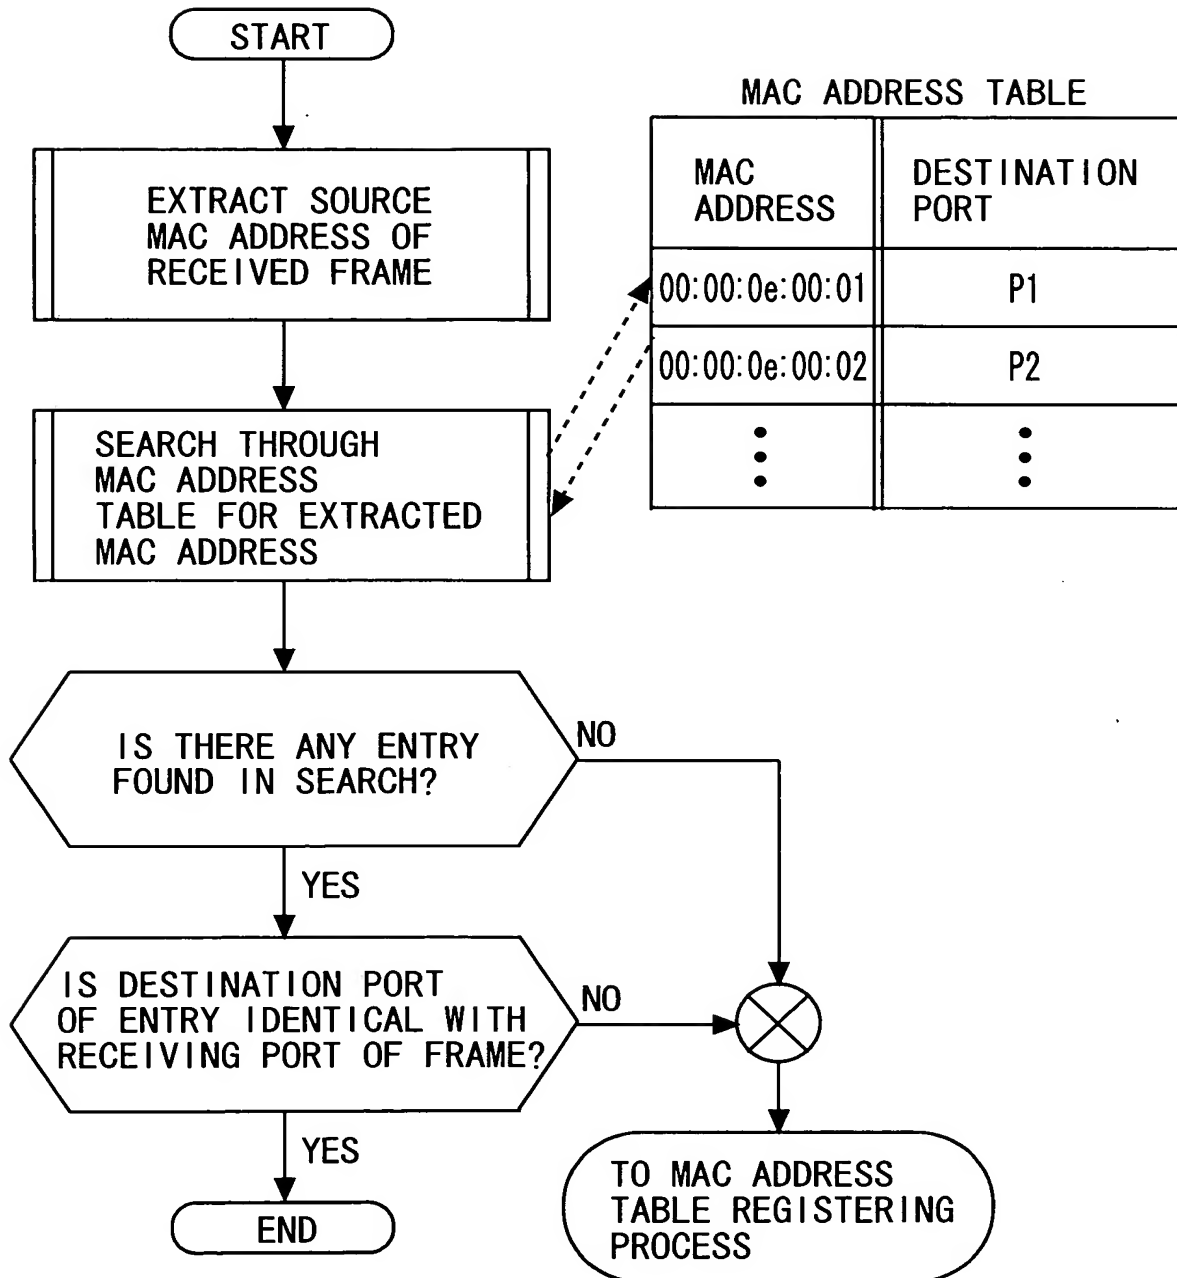 START
MAC ADDRESS TABLE
MAC
ADDRESS
DESTINATION
PORT
00:00:0e:00:01
P1
00:00:0e:00:02
P2
EXTRACT SOURCE
MAC ADDRESS OF
RECEIVED FRAME
SEARCH THROUGH
MAC ADDRESS
TABLE FOR EXTRACTED
MAC ADDRESS
IS THERE ANY ENTRY
FOUND IN SEARCH?
NO
YES
IS DESTINATION PORT
OF ENTRY IDENTICAL WITH
RECEIVING PORT OF FRAME?
NO
YES
END
TO MAC ADDRESS
TABLE REGISTERING
PROCESS